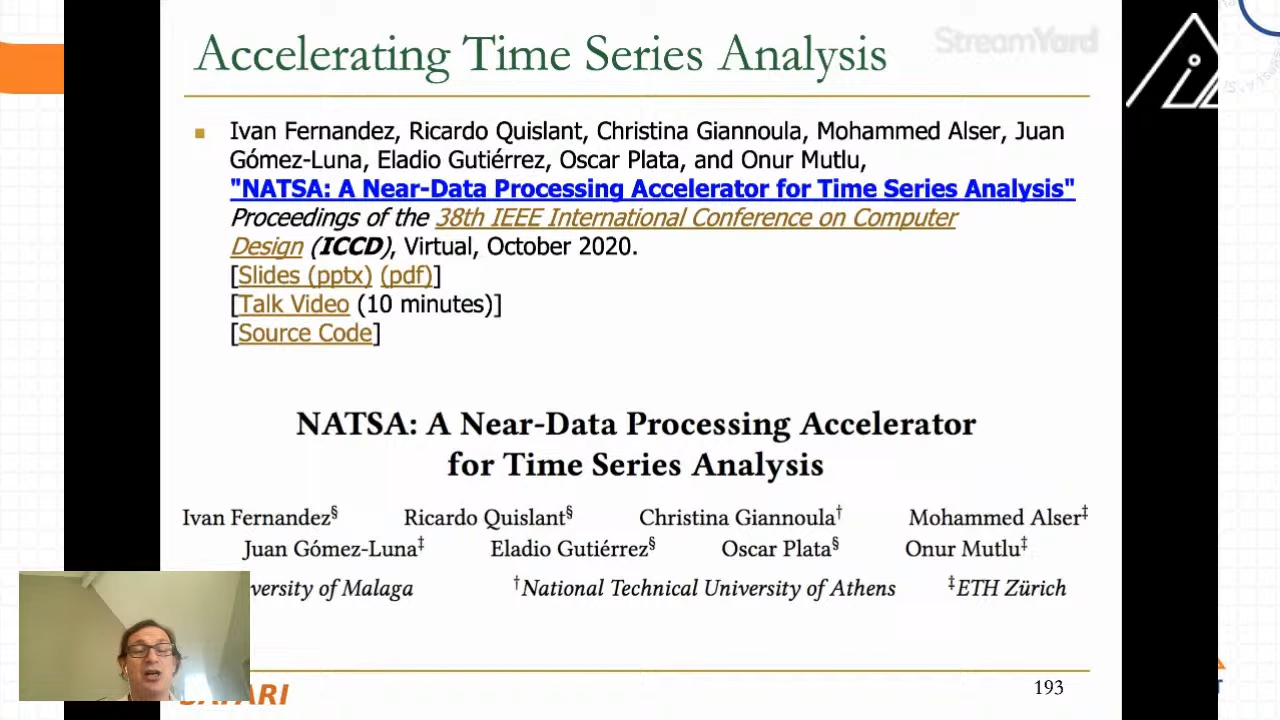 Accelerating Time Series Analysis
StreamYard
Ivan Fernandez, Ricardo Quislant, Christina Giannoula, Mohammed Alser, Juan
Gómez-Luna, Eladio Gutiérrez, Oscar Plata, and Onur Mutlu,
"NATSA: A Near-Data Processing Accelerator for Time Series Analysis"
Proceedings of the 38th IEEE International Conference on Computer
Design (ICCD), Virtual, October 2020.
[Slides (pptx) (pdf)]
[Talk Video (10 minutes)]
[Source Code]
NATSA: A Near-Data Processing Accelerator
for Time Series Analysis
Ivan Fernandez§ Ricardo Quislant§ Christina Giannoula† Mohammed Alser‡
Juan Gómez-Luna‡ Eladio Gutiérrez§ Oscar Plata§ Onur Mutlu‡
versity of Malaga †National Technical University of Athens ‡ETH Zürich
SAFARI
193